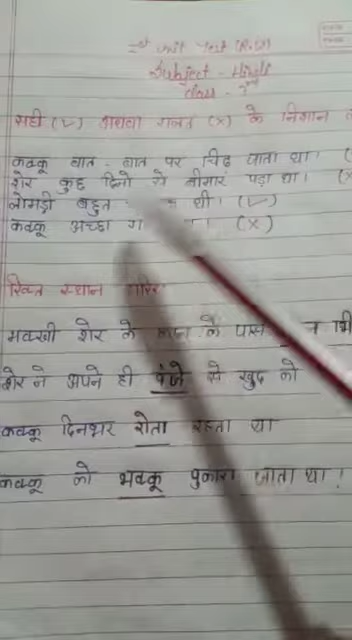 Unit Test
Subject - Hindi
Class -
सही (✓) अथवा गलत (×) के निशान
कक्कू बात - बात पर चिढ़ जाता था। (
शेर कुछ दिनो से बीमार पड़ा था। (×
लोमड़ी बहुत थी। (✓)
कक्कू अच्छा (×)
रिक्त स्थान
मक्खी शेर के कान के पास
शेर ने अपने ही पंजे से खुद को
कक्कू दिनभर रोता रहता था
कक्कू को भक्कू पुकारा जाता था।